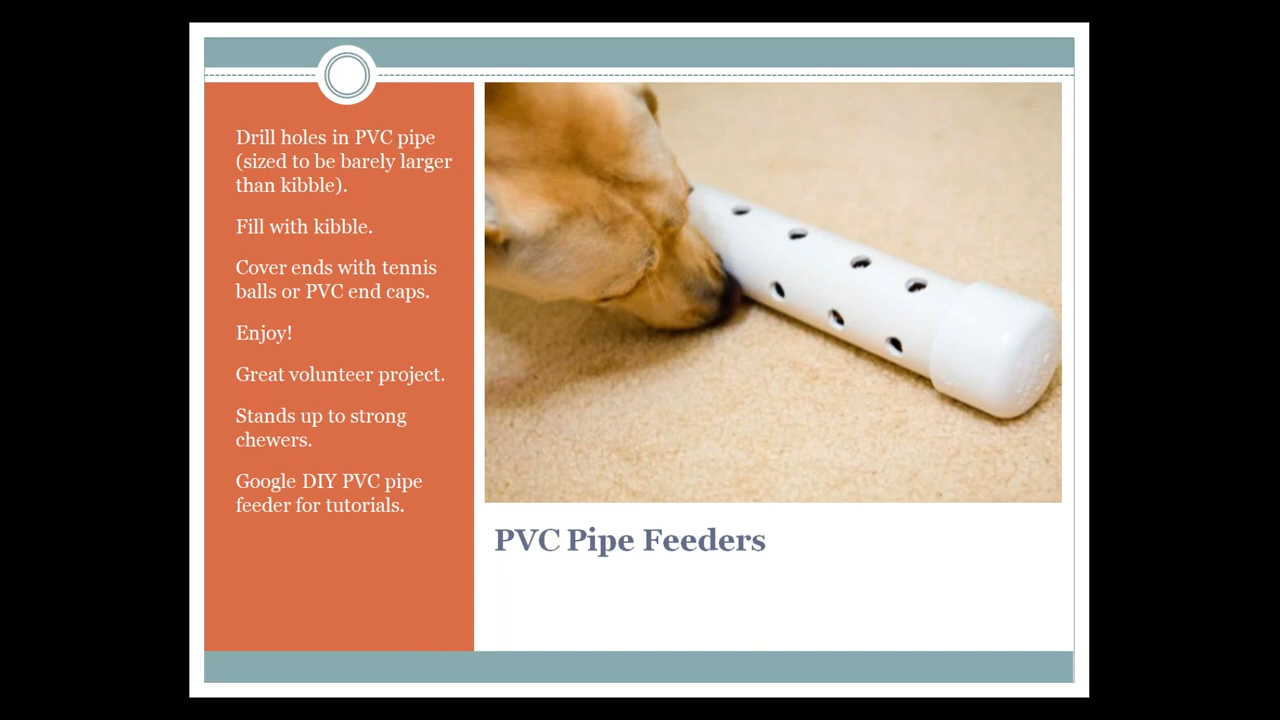 Drill holes in PVC pipe
(sized to be barely larger
than kibble).
Fill with kibble.
Cover ends with tennis
balls or PVC end caps.
Enjoy!
Great volunteer project.
Stands up to strong
chewers.
Google DIY PVC pipe
feeder for tutorials.
PVC Pipe Feeders